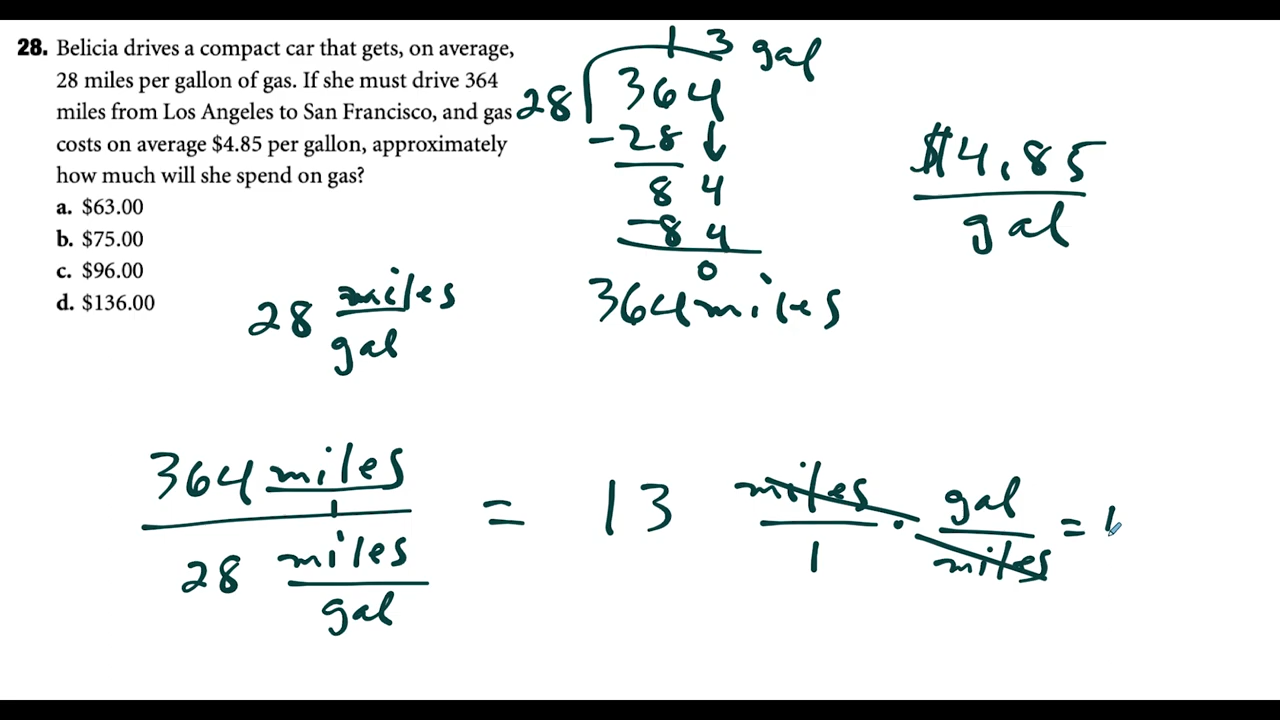 28. Belicia drives a compact car that gets, on average,
28 miles per gallon of gas. If she must drive 364
miles from Los Angeles to San Francisco, and gas
costs on average $4.85 per gallon, approximately
how much will she spend on gas?
a. $63.00
b. $75.00
c. $96.00
d. $136.00
28 miles
gal
13 gal
28 364
-28↓
84
-84
0
364 miles
$4.85
gal
364 miles
1
28 miles
gal
= 13
miles
1
·
gal
miles
=